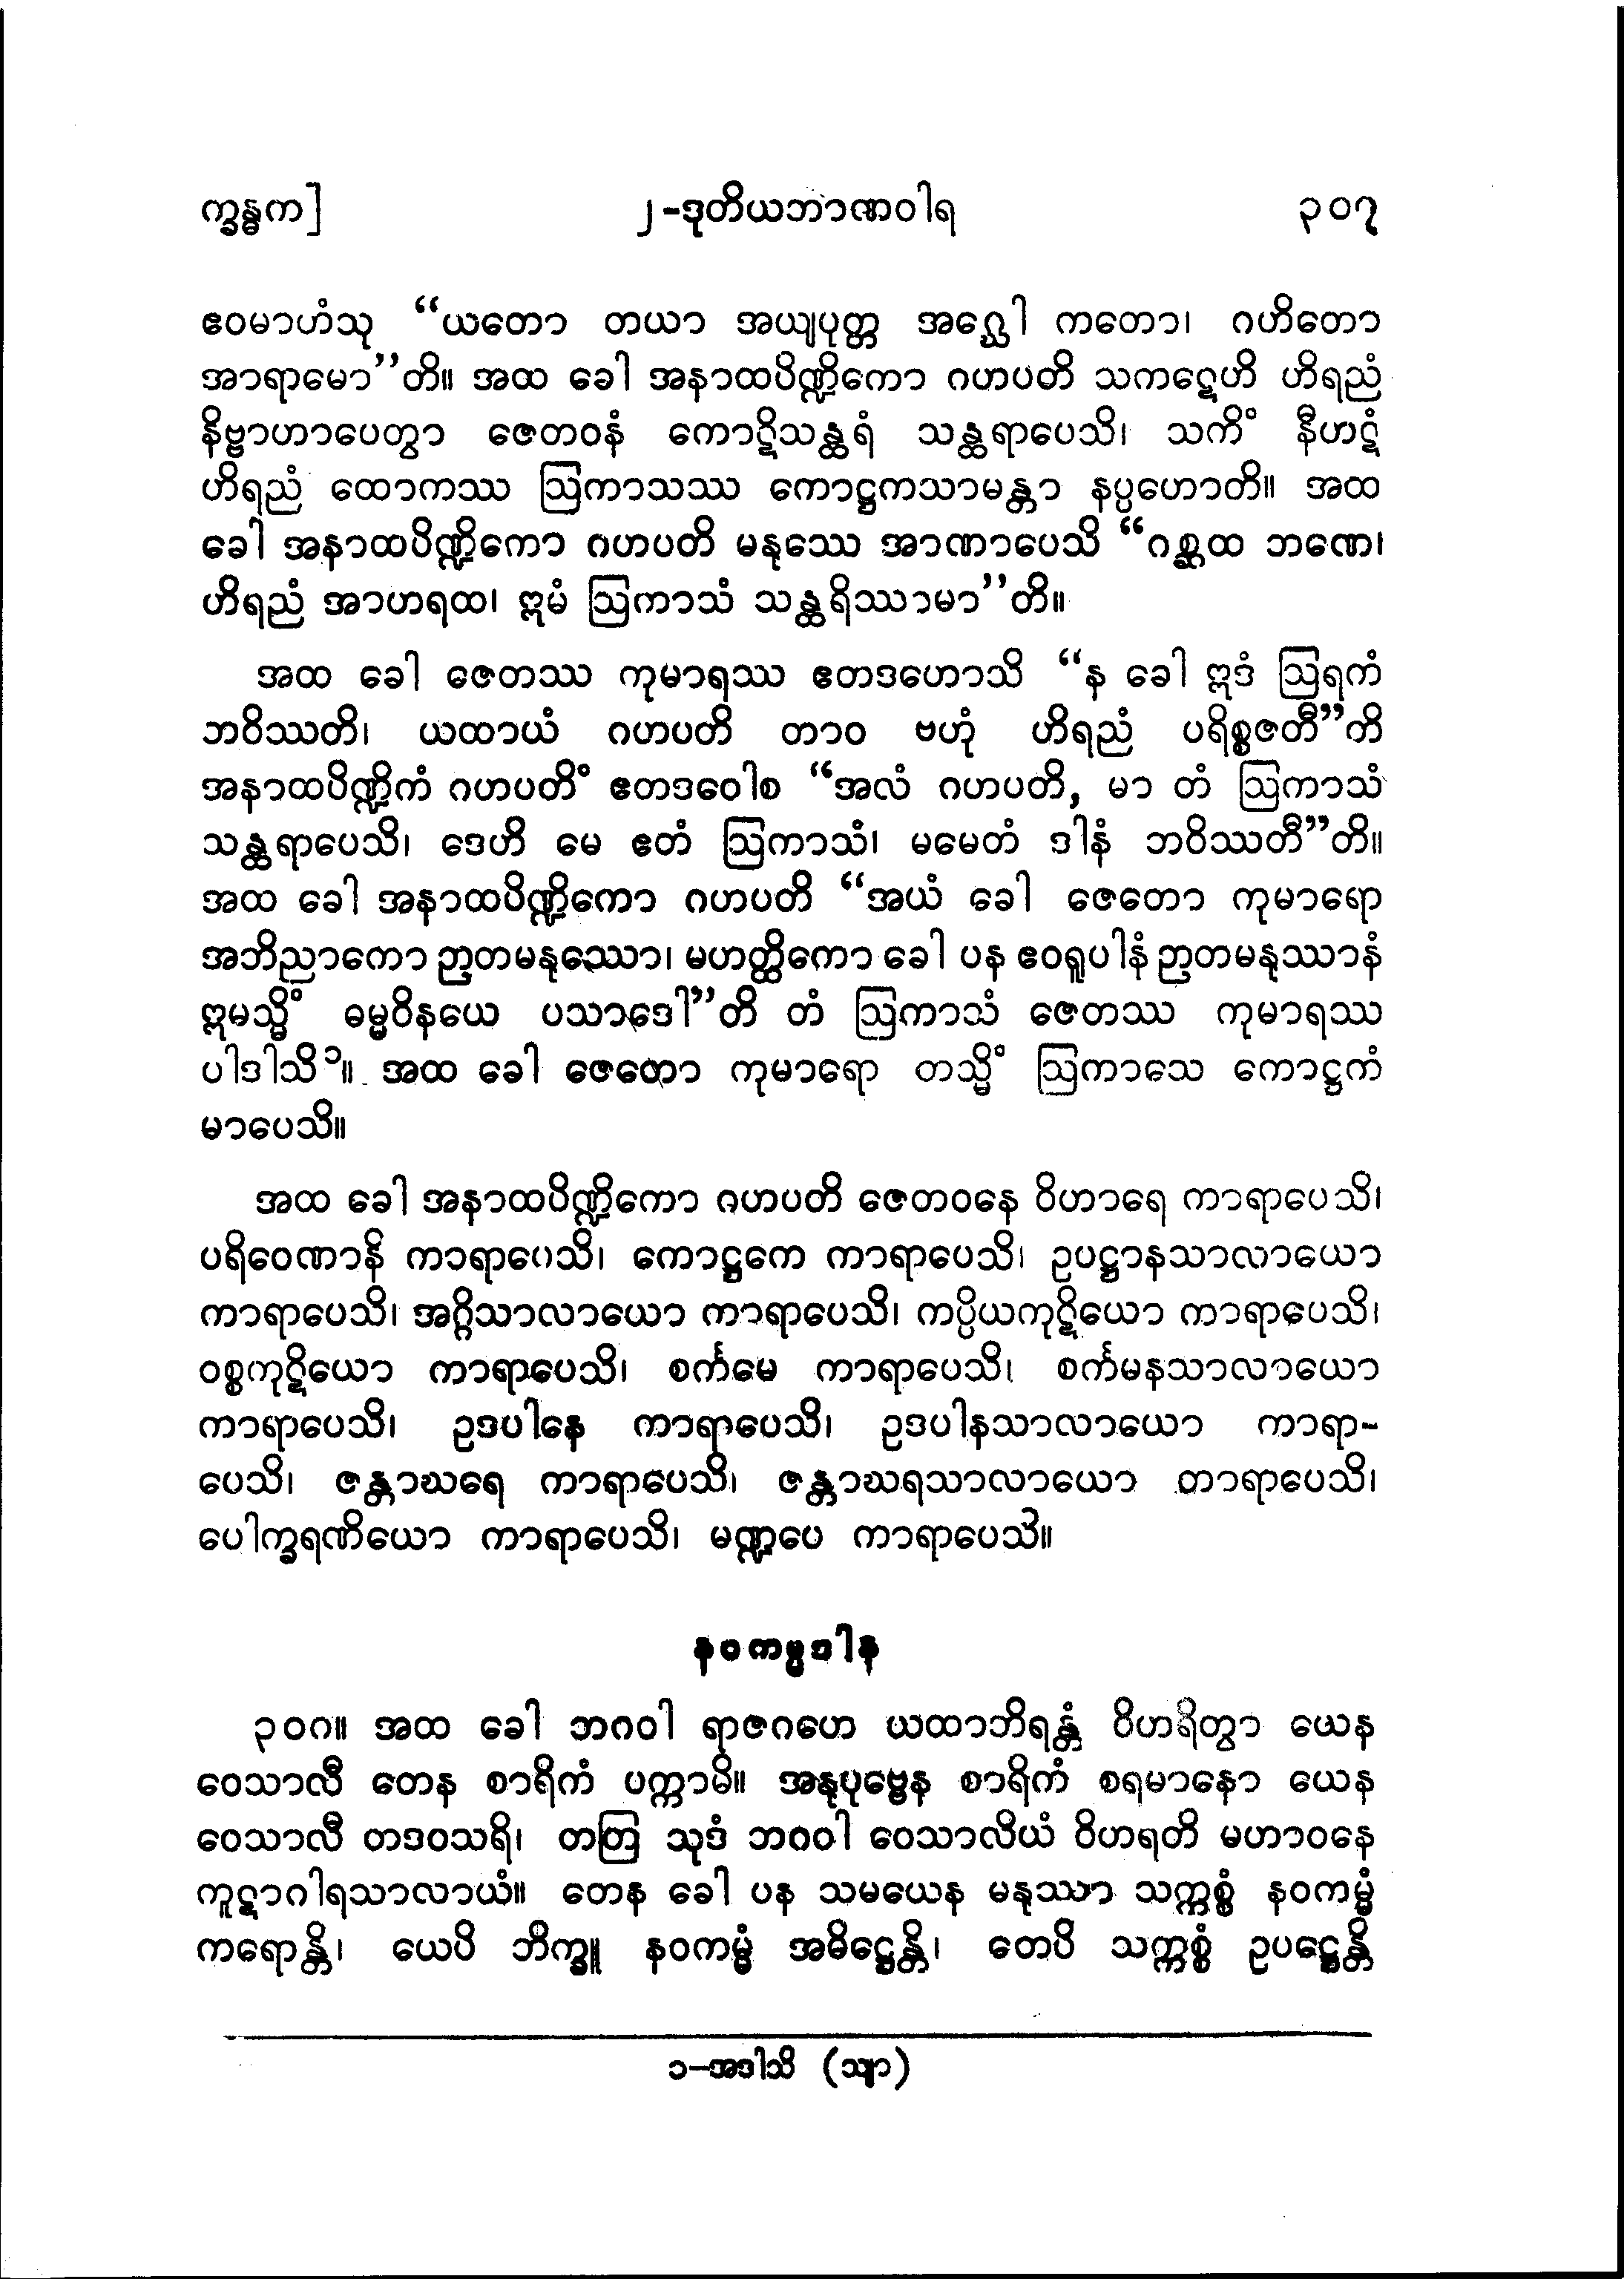 က္ခန္ဓက]
၂-ဒုတိယဘာဏဝါရ
၃၀၇
ဧဝမာဟံသု “ယတော တယာ အယျပုတ္တ အဂ္ဃော ကတော၊ ဂဟိတော
အာရာမော”တိ။ အထ ခေါ အနာထပိဏ္ဍိကော ဂဟပတိ သကဋေဟိ ဟိရညံ
နိဗ္ဗာဟာပေတွာ ဇေတဝနံ ကောဋိသန္ထရံ သန္ထရာပေသိ၊ သကိံ နီဟဋံ
ဟိရညံ ထောကဿ ဩကာသဿ ကောဋ္ဌကသာမန္တာ နပ္ပဟောတိ။ အထ
ခေါ အနာထပိဏ္ဍိကော ဂဟပတိ မနုဿေ အာဏာပေသိ “ဂစ္ဆထ ဘဏေ၊
ဟိရညံ အာဟရထ၊ ဣမံ ဩကာသံ သန္ထရိဿာမာ”တိ။
အထ ခေါ ဇေတဿ ကုမာရဿ ဧတဒဟောသိ “န ခေါ ဣဒံ ဩရကံ
ဘဝိဿတိ၊ ယထာယံ ဂဟပတိ တာဝ ဗဟုံ ဟိရညံ ပရိစ္စဇတီ”တိ
အနာထပိဏ္ဍိကံ ဂဟပတိံ ဧတဒဝေါစ “အလံ ဂဟပတိ, မာ တံ ဩကာသံ
သန္ထရာပေသိ၊ ဒေဟိ မေ ဧတံ ဩကာသံ၊ မမေတံ ဒါနံ ဘဝိဿတီ”တိ။
အထ ခေါ အနာထပိဏ္ဍိကော ဂဟပတိ “အယံ ခေါ ဇေတော ကုမာရော
အဘိညာကော ဉာတမနုဿော၊ မဟတ္ထိကော ခေါ ပန ဧဝရူပါနံ ဉာတမနုဿာနံ
ဣမသ္မိံ ဓမ္မဝိနယေ ပသာဒေါ”တိ တံ ဩကာသံ ဇေတဿ ကုမာရဿ
ပါဒါသိ၁။ အထ ခေါ ဇေတော ကုမာရော တသ္မိံ ဩကာသေ ကောဋ္ဌကံ
မာပေသိ။
အထ ခေါ အနာထပိဏ္ဍိကော ဂဟပတိ ဇေတဝနေ ဝိဟာရေ ကာရာပေသိ၊
ပရိဝေဏာနိ ကာရာပေသိ၊ ကောဋ္ဌကေ ကာရာပေသိ၊ ဥပဋ္ဌာနသာလာယော
ကာရာပေသိ၊ အဂ္ဂိသာလာယော ကာရာပေသိ၊ ကပ္ပိယကုဋိယော ကာရာပေသိ၊
ဝစ္စကုဋိယော ကာရာပေသိ၊ စင်္ကမေ ကာရာပေသိ၊ စင်္ကမနသာလာယော
ကာရာပေသိ၊ ဥဒပါနေ ကာရာပေသိ၊ ဥဒပါနသာလာယော ကာရာ-
ပေသိ၊ ဇန္တာဃရေ ကာရာပေသိ၊ ဇန္တာဃရသာလာယော ကာရာပေသိ၊
ပေါက္ခရဏိယော ကာရာပေသိ၊ မဏ္ဍပေ ကာရာပေသိ။
နဝကမ္မဒါန
၃၀၈။ အထ ခေါ ဘဂဝါ ရာဇဂဟေ ယထာဘိရန္တံ ဝိဟရိတွာ ယေန
ဝေသာလီ တေန စာရိကံ ပက္ကာမိ။ အနုပုဗ္ဗေန စာရိကံ စရမာနော ယေန
ဝေသာလီ တဒဝသရိ၊ တတြ သုဒံ ဘဂဝါ ဝေသာလိယံ ဝိဟရတိ မဟာဝနေ
ကူဋာဂါရသာလာယံ။ တေန ခေါ ပန သမယေန မနုဿာ သက္ကစ္စံ နဝကမ္မံ
ကရောန္တိ၊ ယေပိ ဘိက္ခူ နဝကမ္မံ အဓိဋ္ဌေန္တိ၊ တေပိ သက္ကစ္စံ ဥပဋ္ဌေန္တိ
၁-အဒါသိ (သျာ)